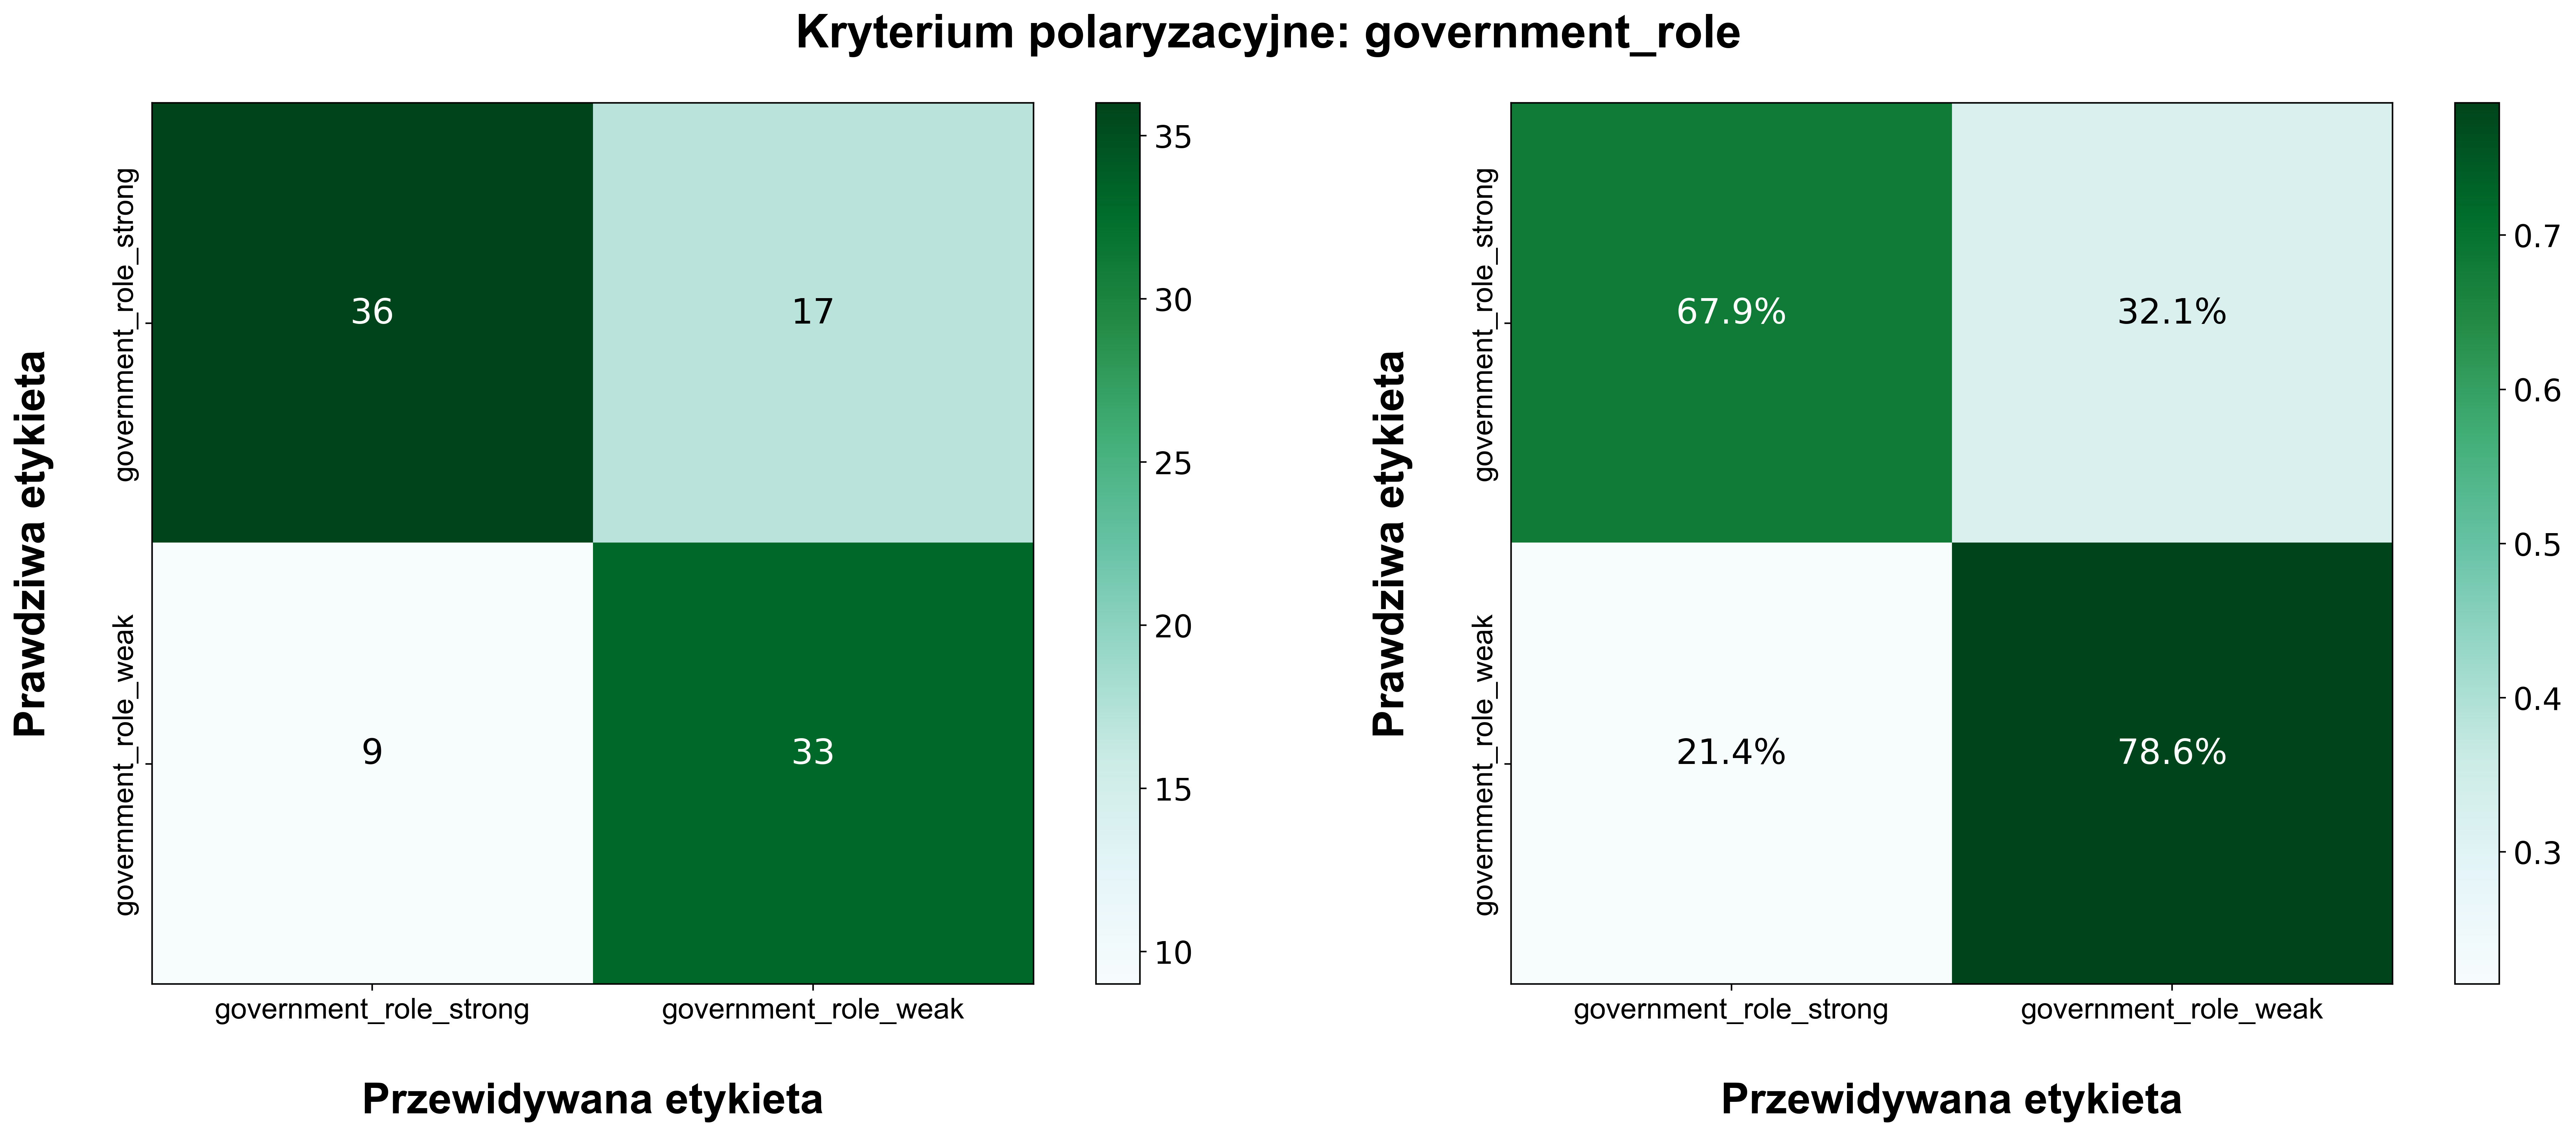 Kryterium polaryzacyjne: government_role
Prawdziwa etykieta
government_role_strong
government_role_weak
36
17
9
33
government_role_strong
government_role_weak
Przewidywana etykieta
35
30
25
20
15
10
Prawdziwa etykieta
government_role_strong
government_role_weak
67.9%
32.1%
21.4%
78.6%
government_role_strong
government_role_weak
Przewidywana etykieta
0.7
0.6
0.5
0.4
0.3